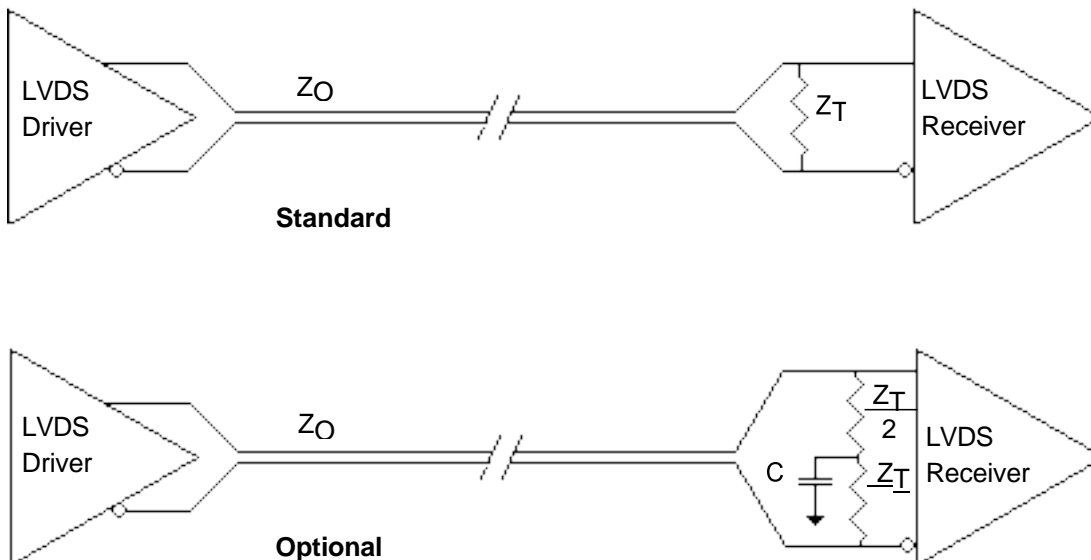 LVDS
Driver
ZO
ZT
LVDS
Receiver
Standard
LVDS
Driver
ZO
C
ZT
2
ZT
LVDS
Receiver
Optional